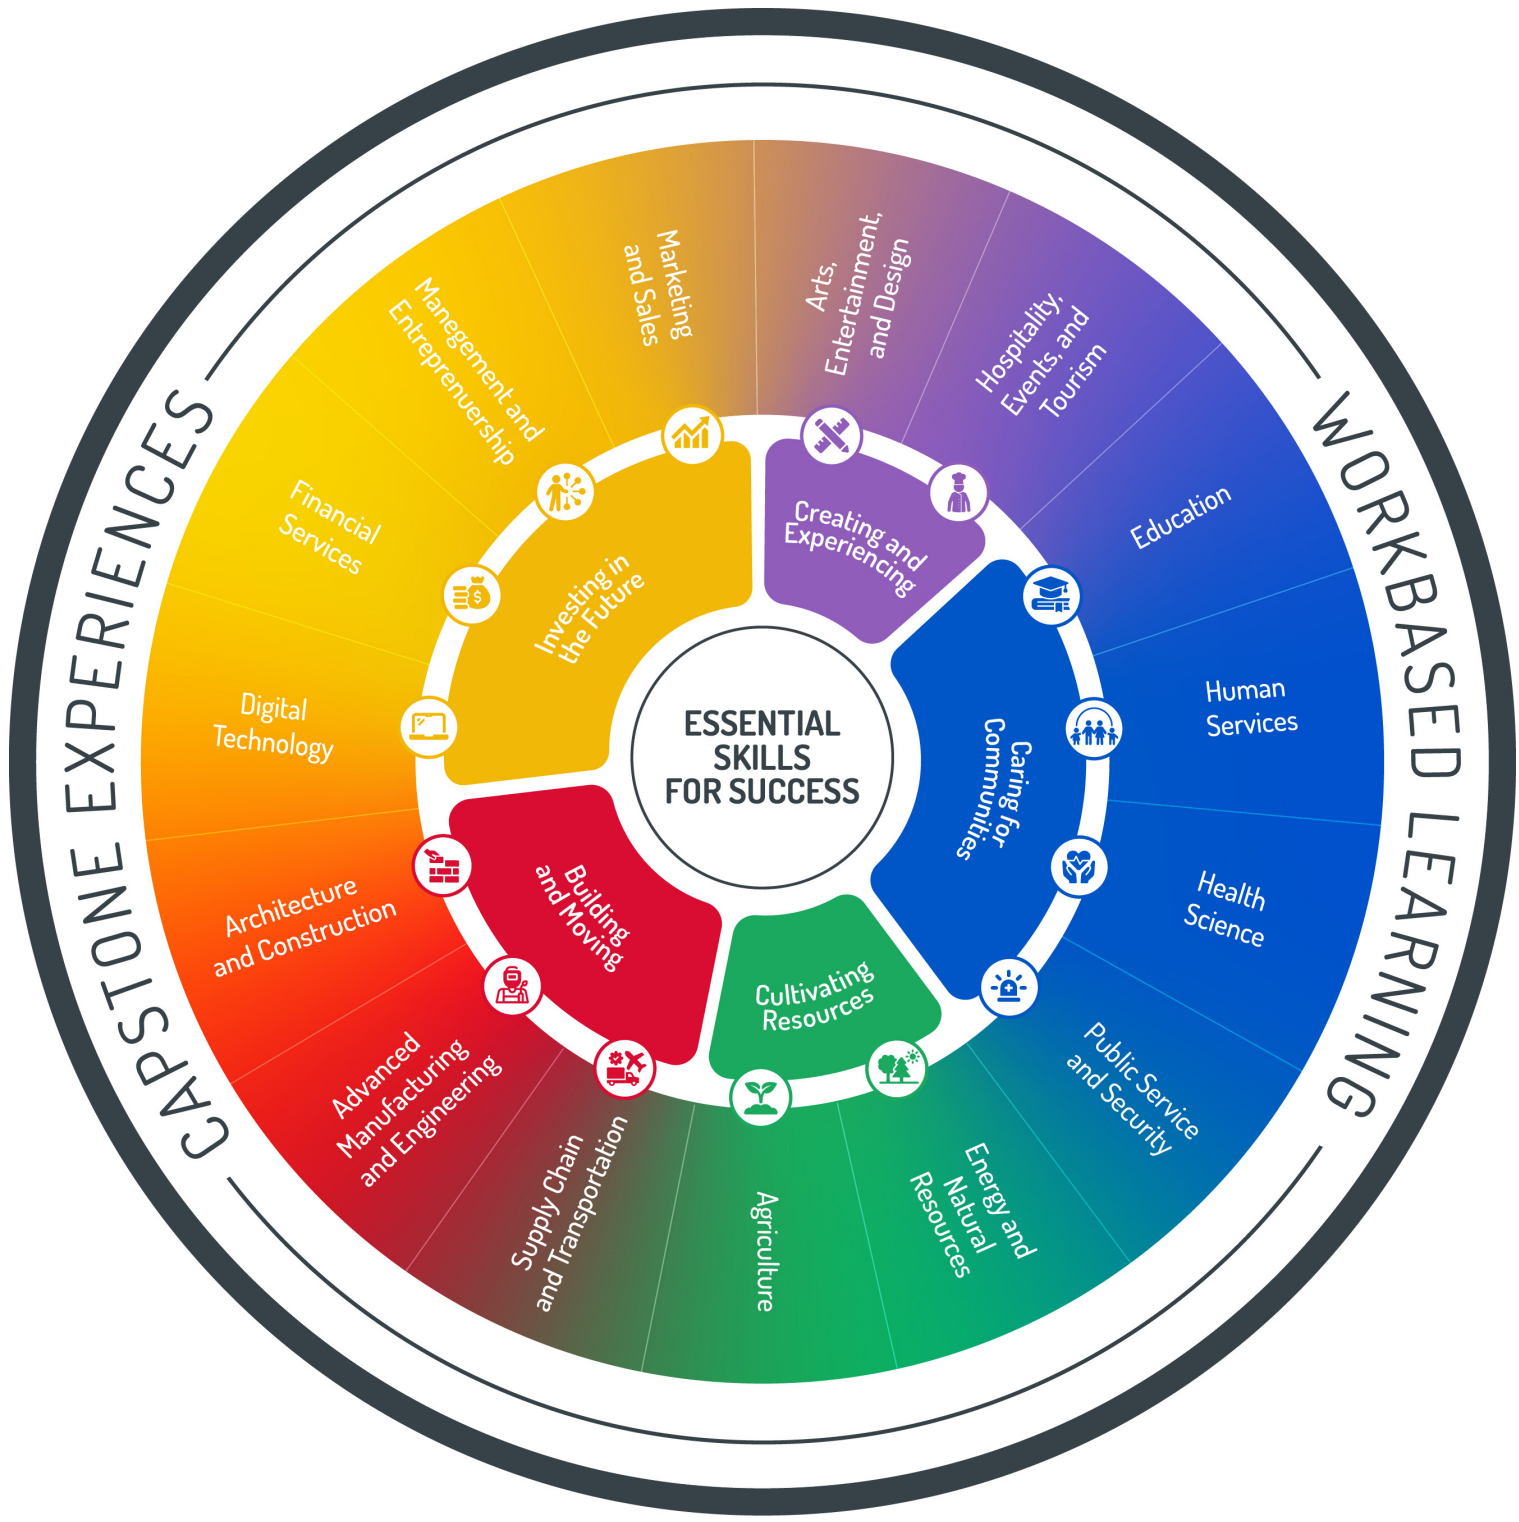 CAPSTONE EXPERIENCES
WORKBASED LEARNING
Marketing
and Sales
Arts,
Entertainment,
and Design
Hospitality,
Events, and
Tourism
Education
Human
Services
Health
Science
Public Service
and Security
Energy and
Natural
Resources
Agriculture
Supply Chain
and Transportation
Advanced
Manufacturing
and Engineering
Architecture
and Construction
Digital
Technology
Financial
Services
Manegement and
Entreprenuership
Creating and
Experiencing
Caring for
Communities
Cultivating
Resources
Building
and Moving
Investing in
the Future
ESSENTIAL
SKILLS
FOR SUCCESS
$